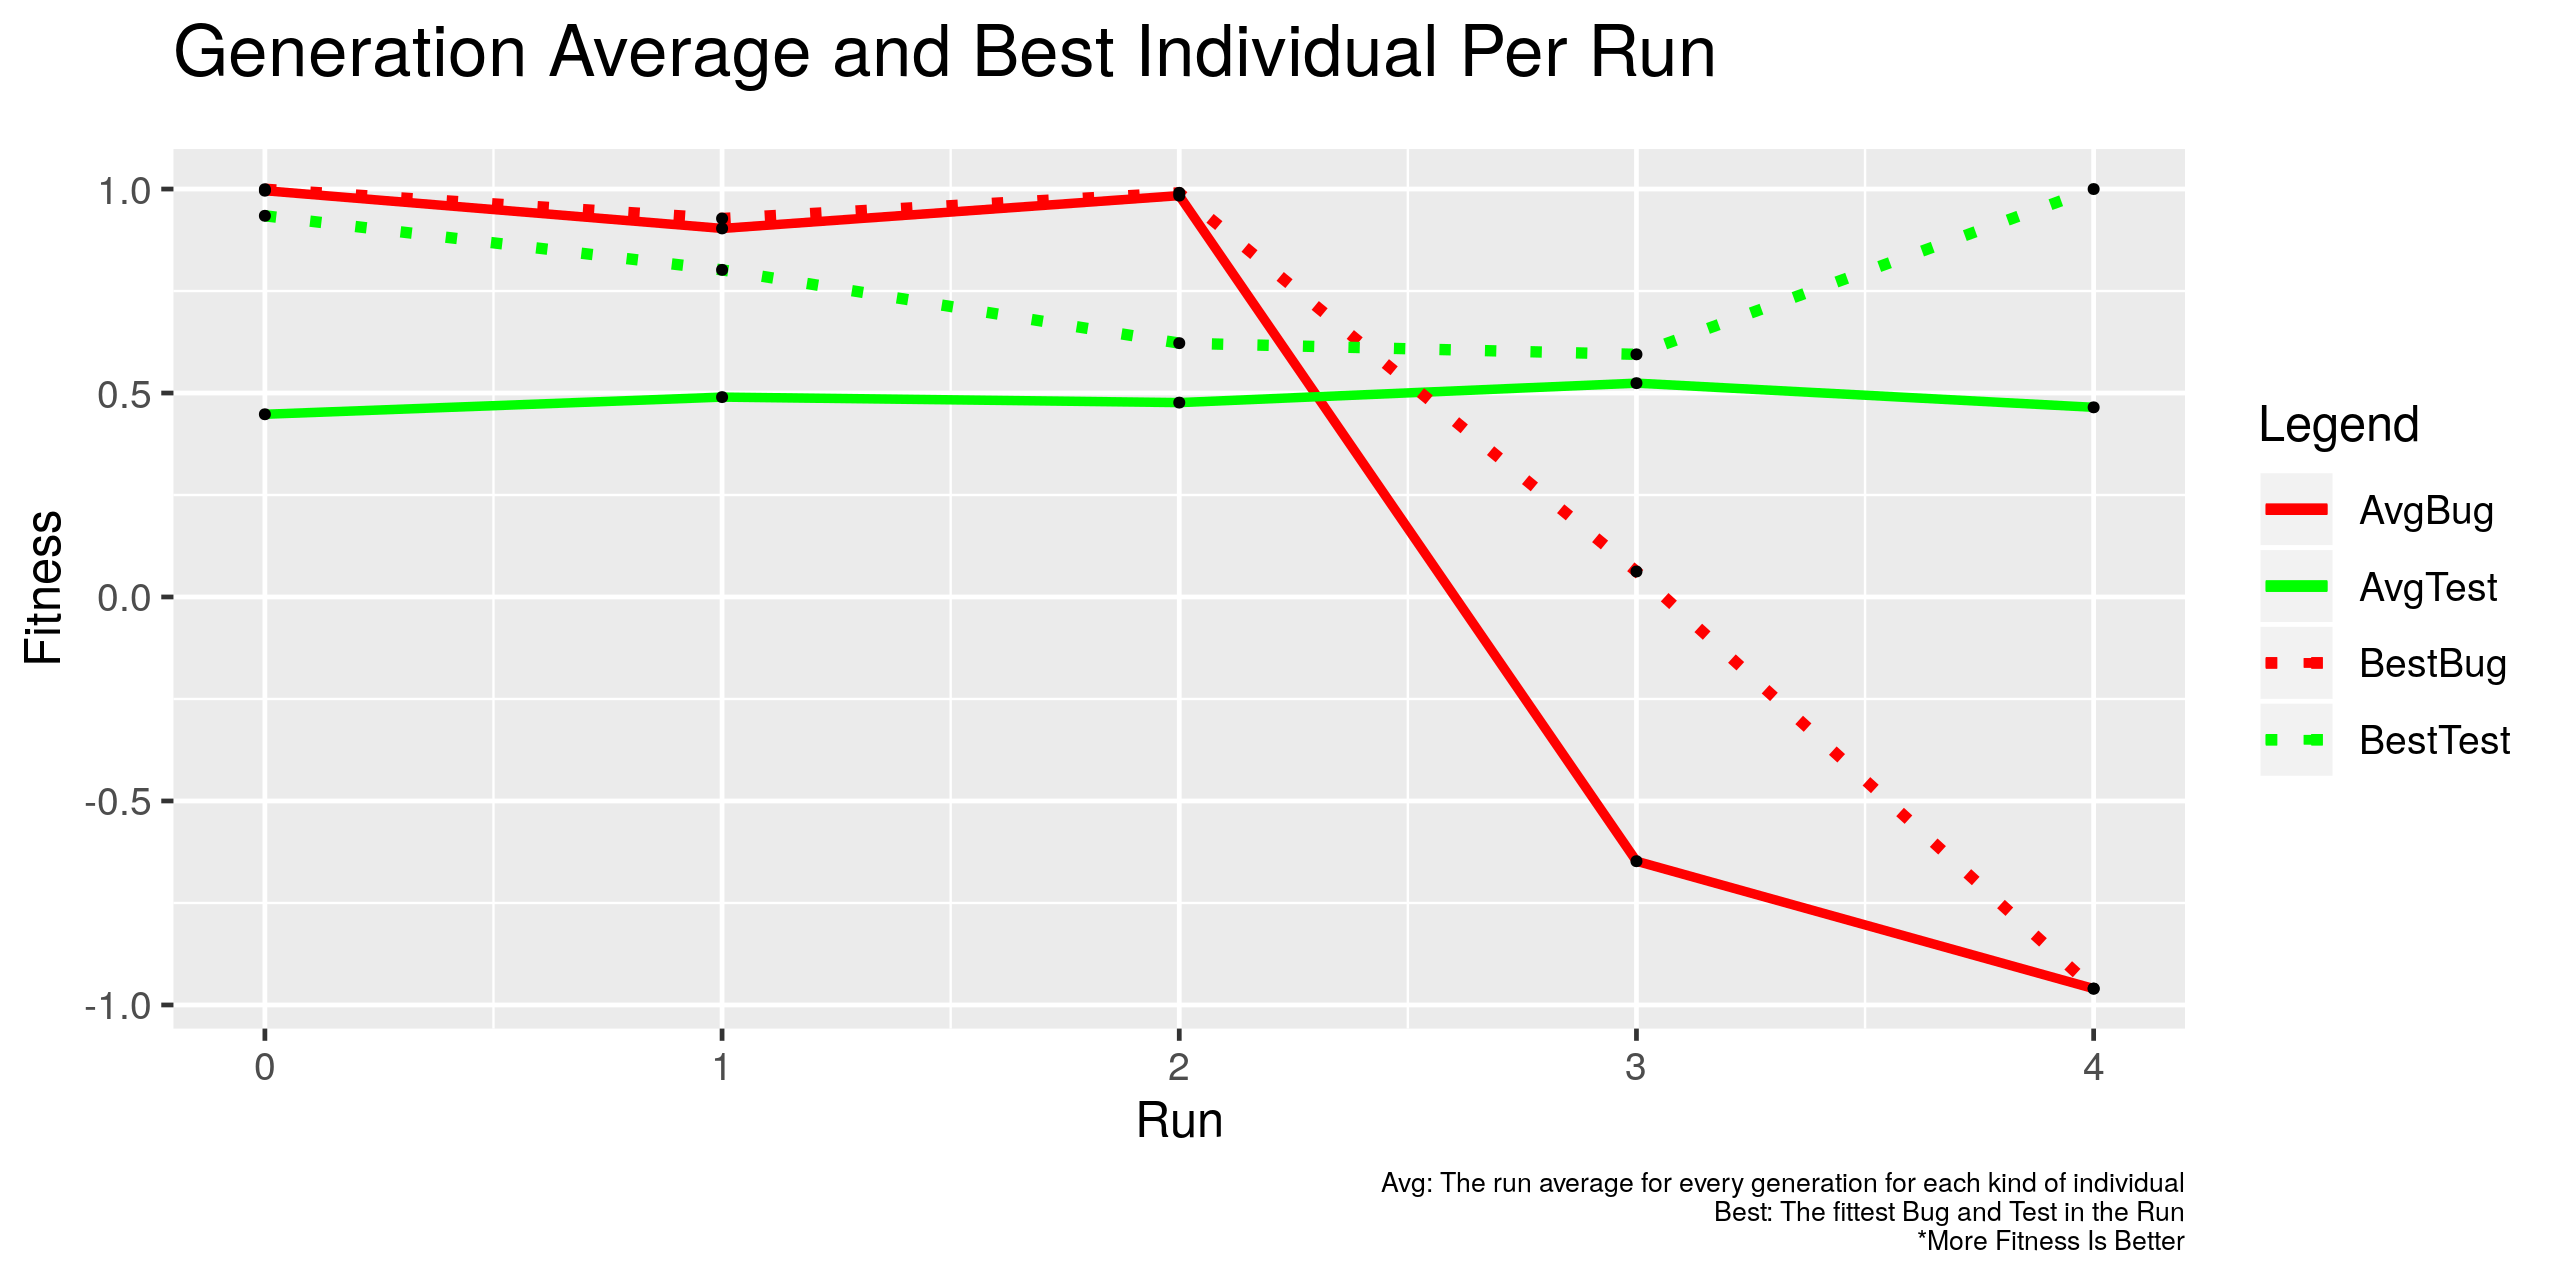 Generation Average and Best Individual Per Run
Fitness
1.0
0.5
0.0
-0.5
-1.0
0 1 2 3 4
Run
Legend
AvgBug
AvgTest
BestBug
BestTest
Avg: The run average for every generation for each kind of individual
Best: The fittest Bug and Test in the Run
*More Fitness Is Better